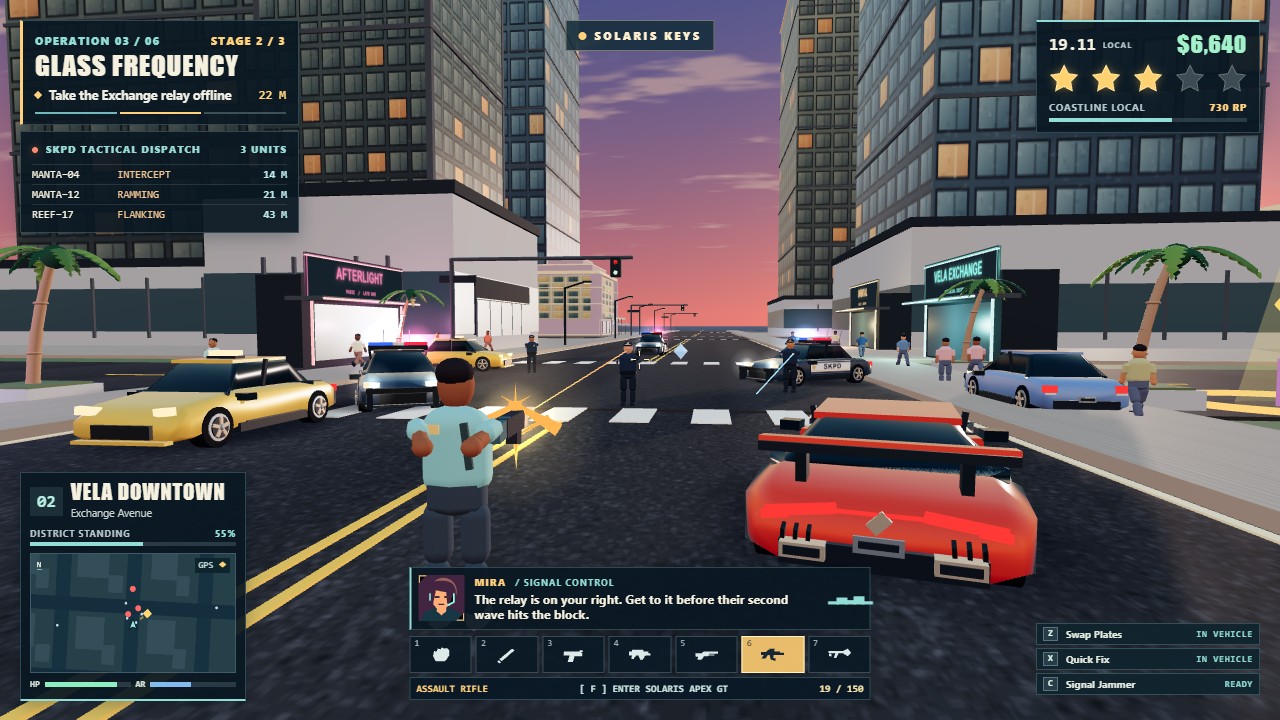 OPERATION 03 / 06 STAGE 2 / 3
GLASS FREQUENCY
Take the Exchange relay offline 22 M
SKPD TACTICAL DISPATCH 3 UNITS
MANTA-04 INTERCEPT 14 M
MANTA-12 RAMMING 21 M
REEF-17 FLANKING 43 M
SOLARIS KEYS
19.11 LOCAL $6,640
COASTLINE LOCAL 730 RP
AFTERLIGHT
VELA EXCHANGE
SKPD
02 VELA DOWNTOWN
Exchange Avenue
DISTRICT STANDING 55%
N GPS
HP AR
MIRA / SIGNAL CONTROL
The relay is on your right. Get to it before their second
wave hits the block.
1 2 3 4 5 6 7
ASSAULT RIFLE [ F ] ENTER SOLARIS APEX GT 19 / 150
Z Swap Plates IN VEHICLE
X Quick Fix IN VEHICLE
C Signal Jammer READY